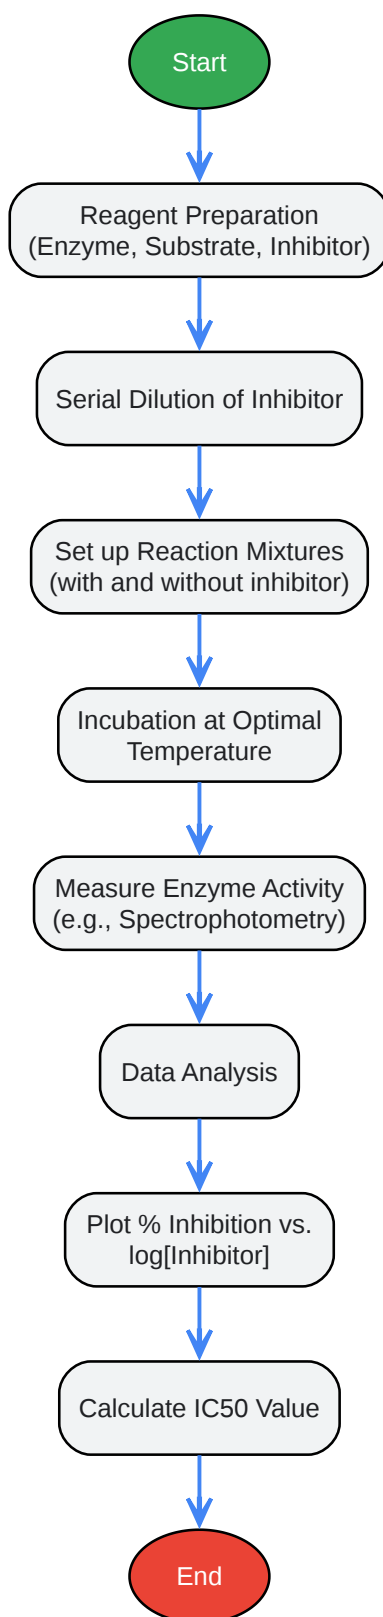 Start
Reagent Preparation
(Enzyme, Substrate, Inhibitor)
Serial Dilution of Inhibitor
Set up Reaction Mixtures
(with and without inhibitor)
Incubation at Optimal
Temperature
Measure Enzyme Activity
(e.g., Spectrophotometry)
Data Analysis
Plot % Inhibition vs.
log[Inhibitor]
Calculate IC50 Value
End